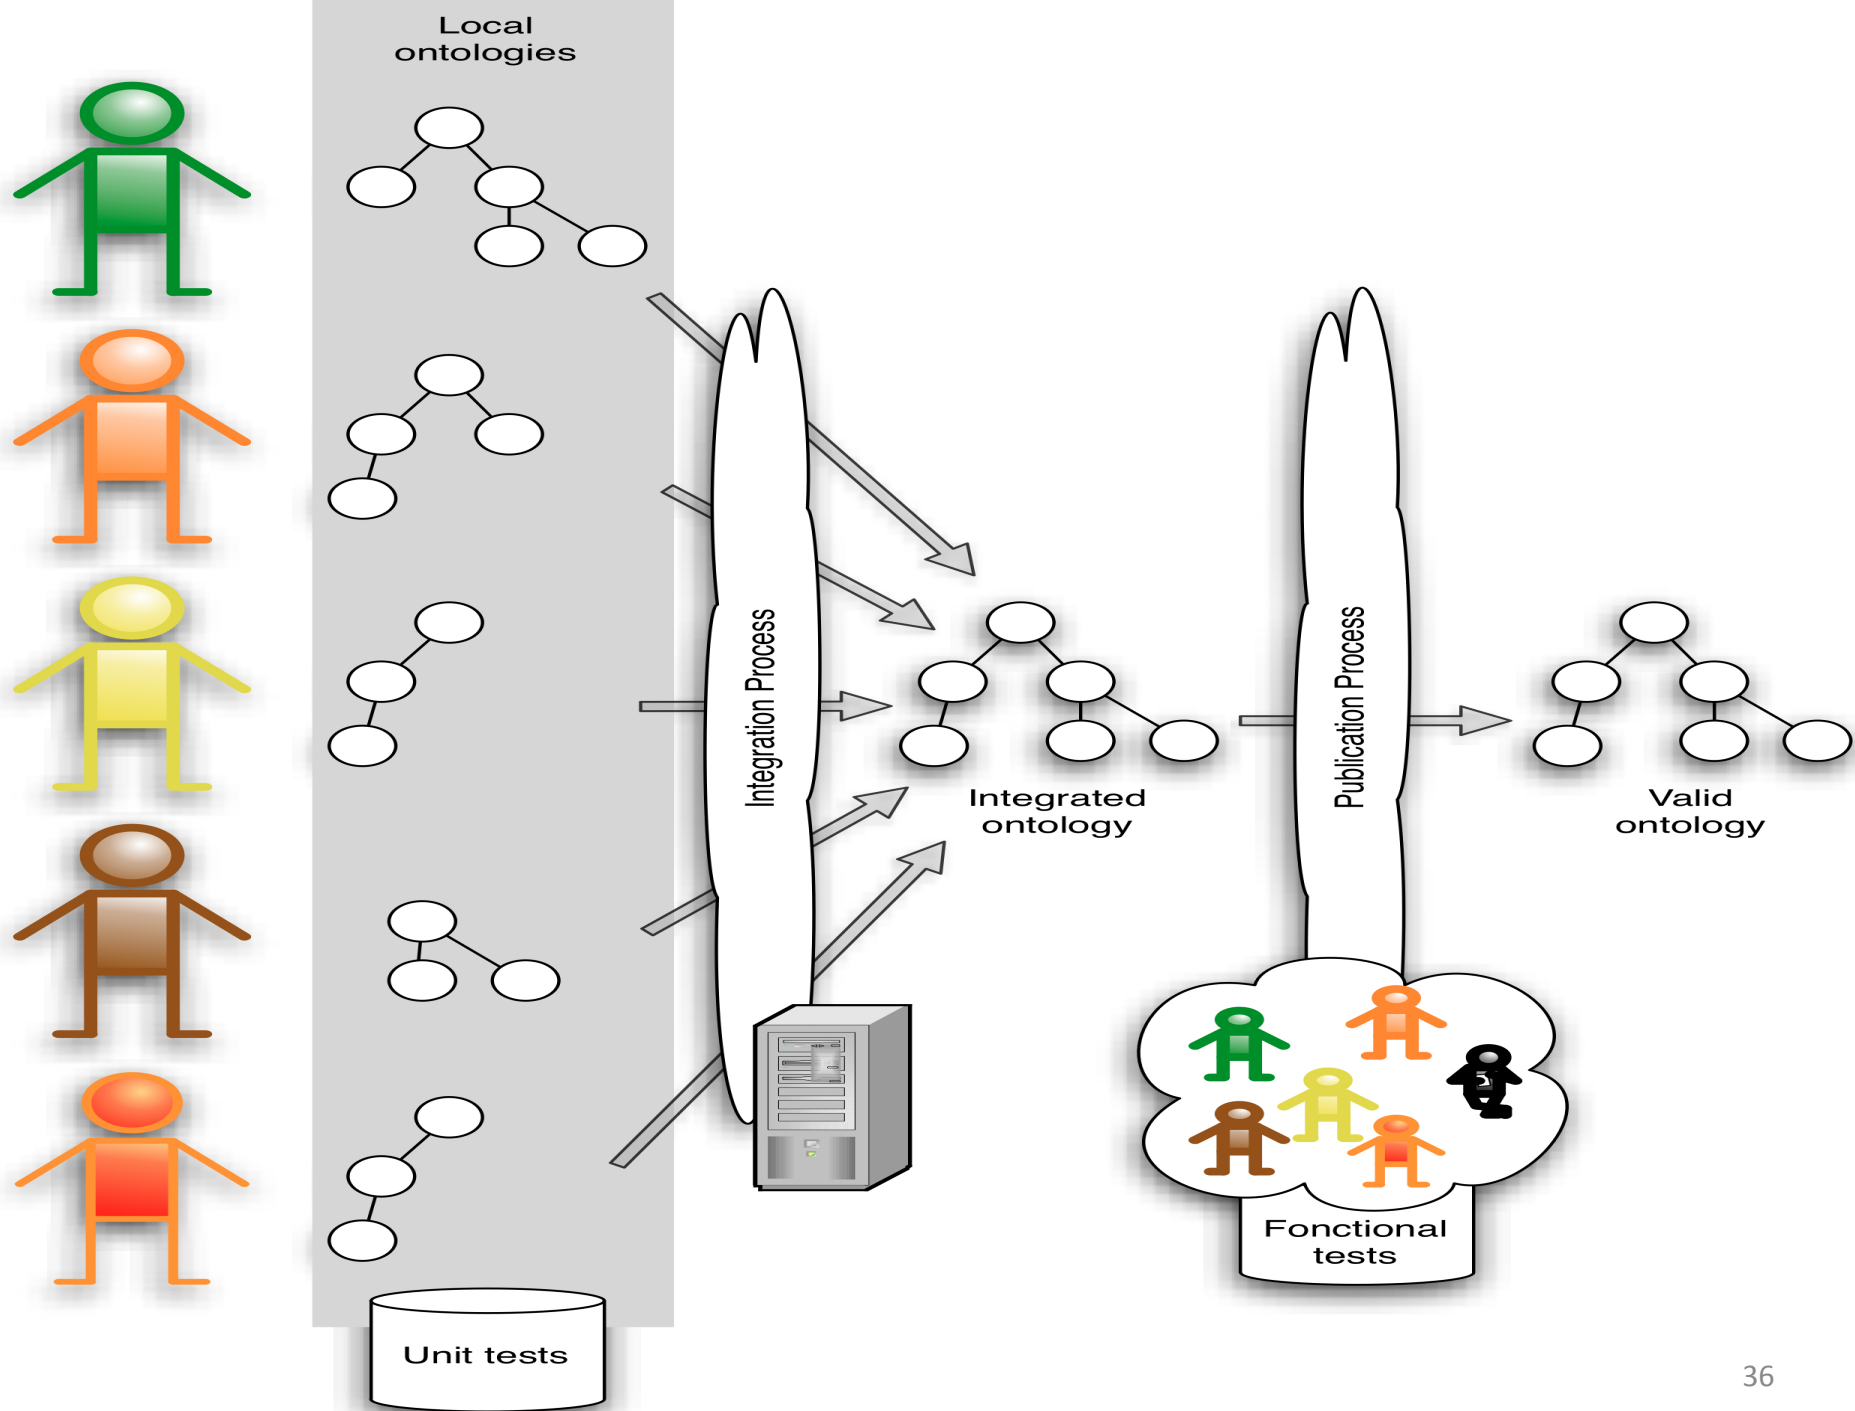 Local
ontologies
Integration Process
Integrated
ontology
Publication Process
Valid
ontology
Fonctional
tests
Unit tests
36